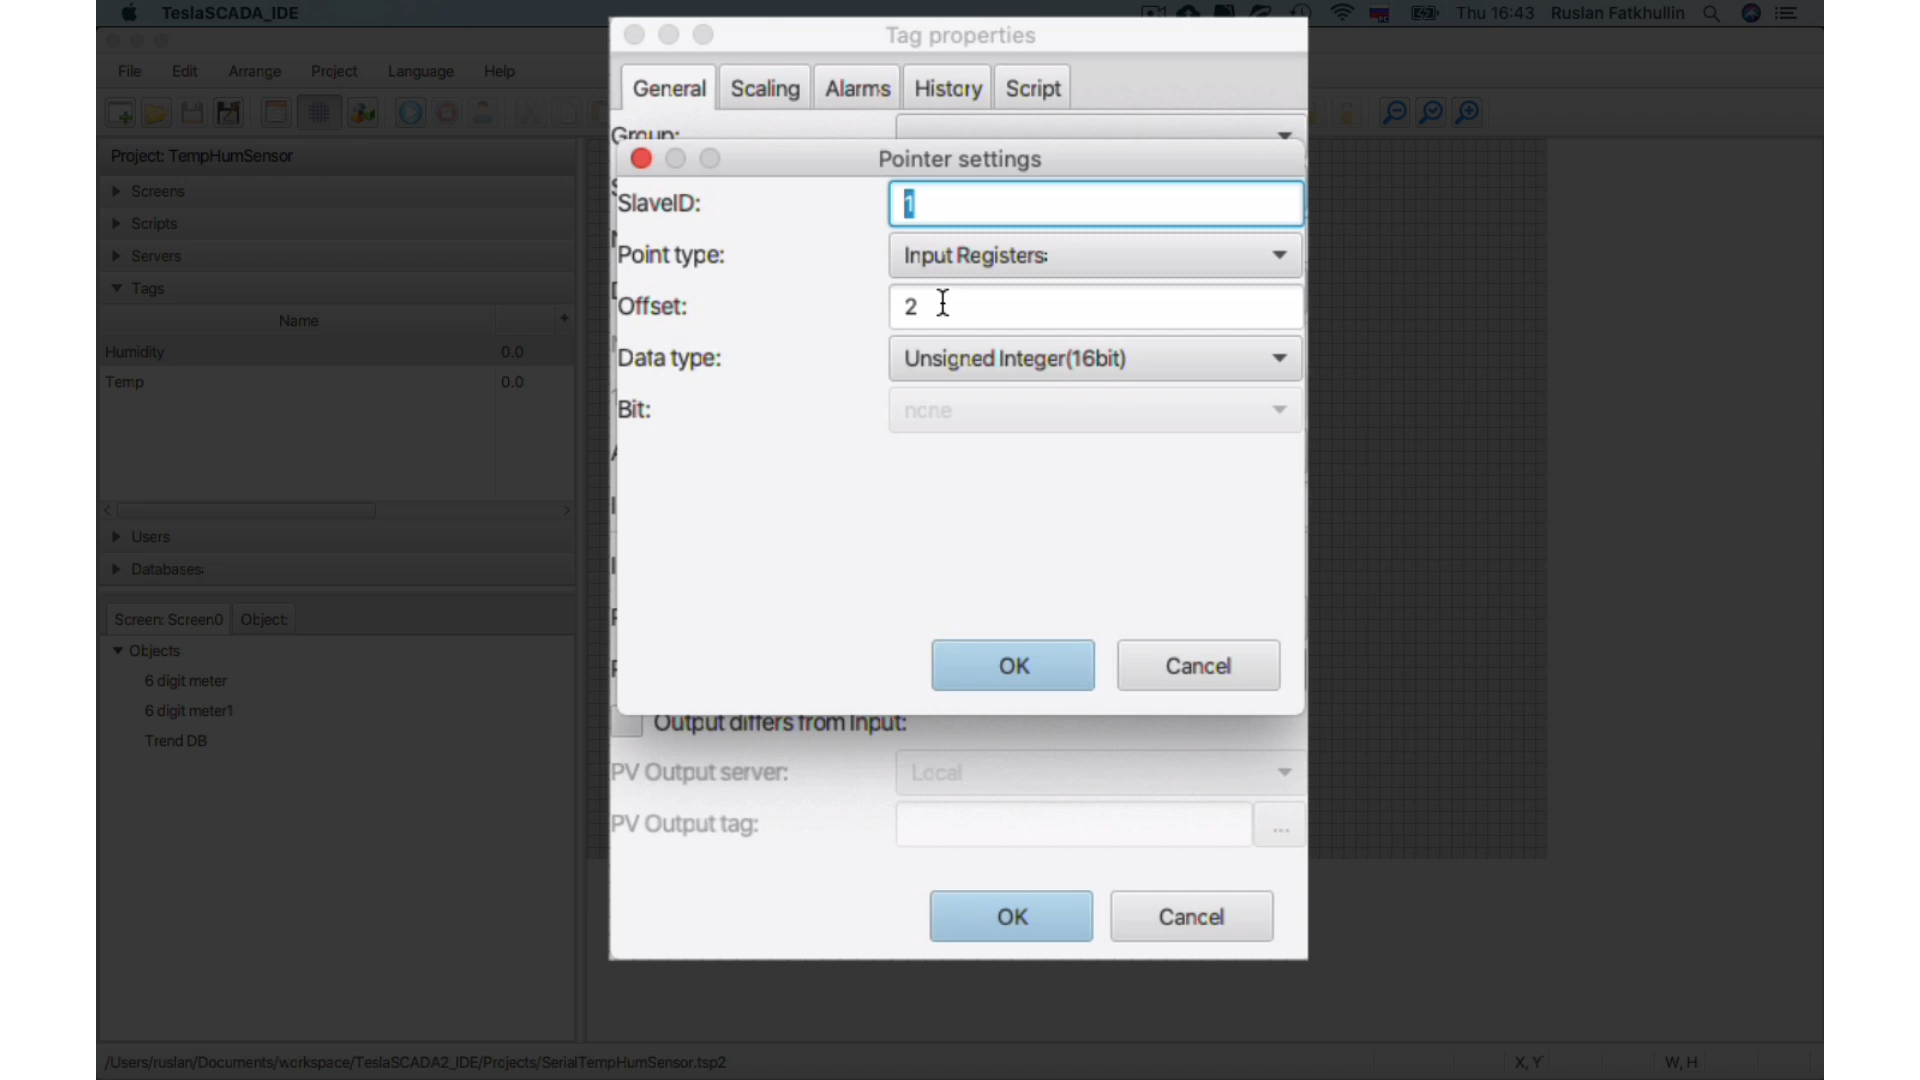 TeslaSCADA_IDE
Thu 16:43 Ruslan Fatkhullin
File Edit Arrange Project Language Help
Tag properties
General Scaling Alarms History Script
Group:
Project: TempHumSensor
Screens
Scripts
Servers
Tags
Name
Humidity 0.0
Temp 0.0
Users
Databases
Screen: Screen0 Object:
Objects
6 digit meter
6 digit meter1
Trend DB
Pointer settings
SlaveID: 1
Point type: Input Registers
Offset: 2
Data type: Unsigned Integer(16bit)
Bit: none
OK Cancel
Output differs from Input:
PV Output server: Local
PV Output tag: ...
OK Cancel
/Users/ruslan/Documents/workspace/TeslaSCADA2_IDE/Projects/SerialTempHumSensor.tsp2
X, Y W, H